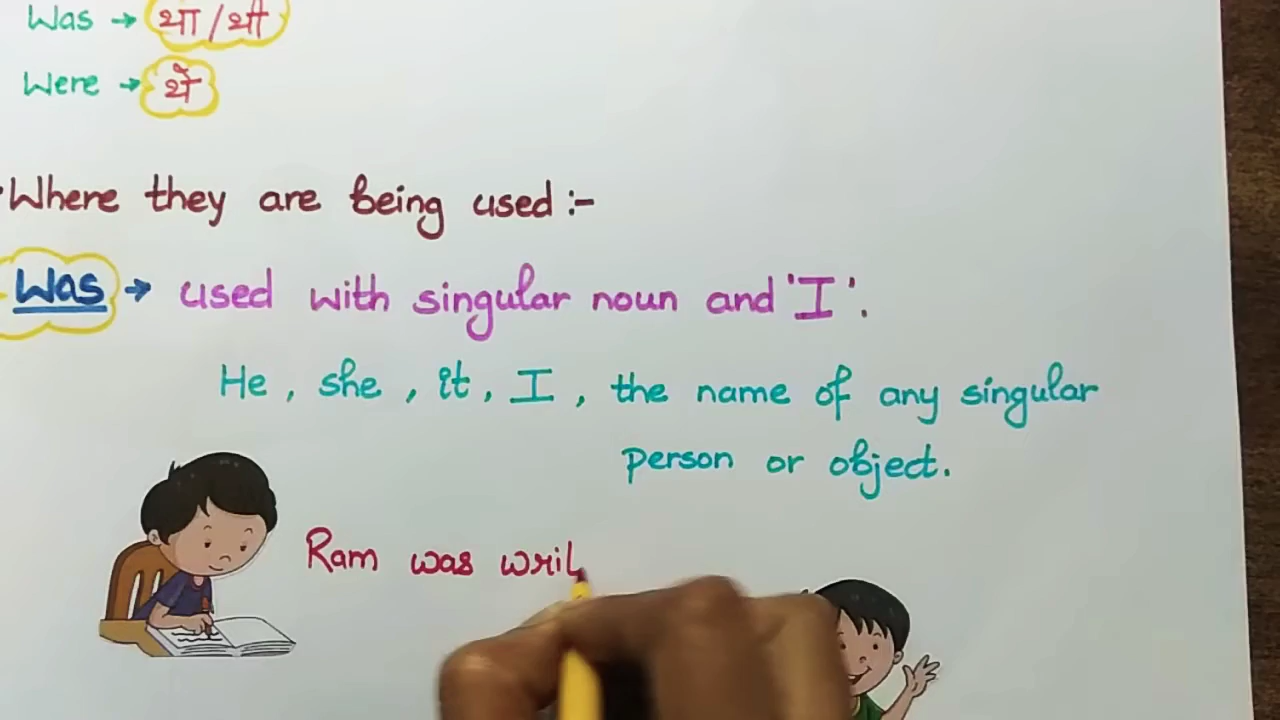 Was → था / थी
Were → थे
Where they are being used :-
Was → used with singular noun and 'I'.
He, she, it, I, the name of any singular
person or object.
Ram was writ